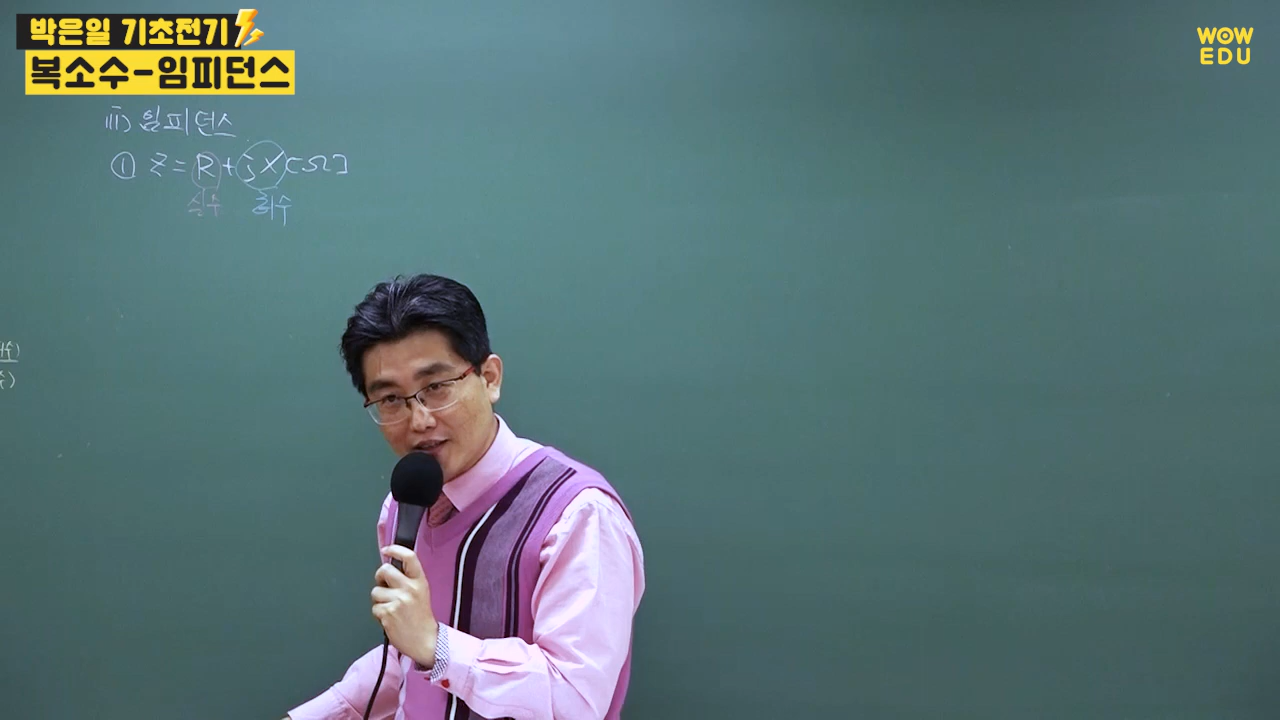 박은일 기초전기
복소수-임피던스
WOW
EDU
iii) 임피던스
① Z=R+jX[Ω]
실수 허수